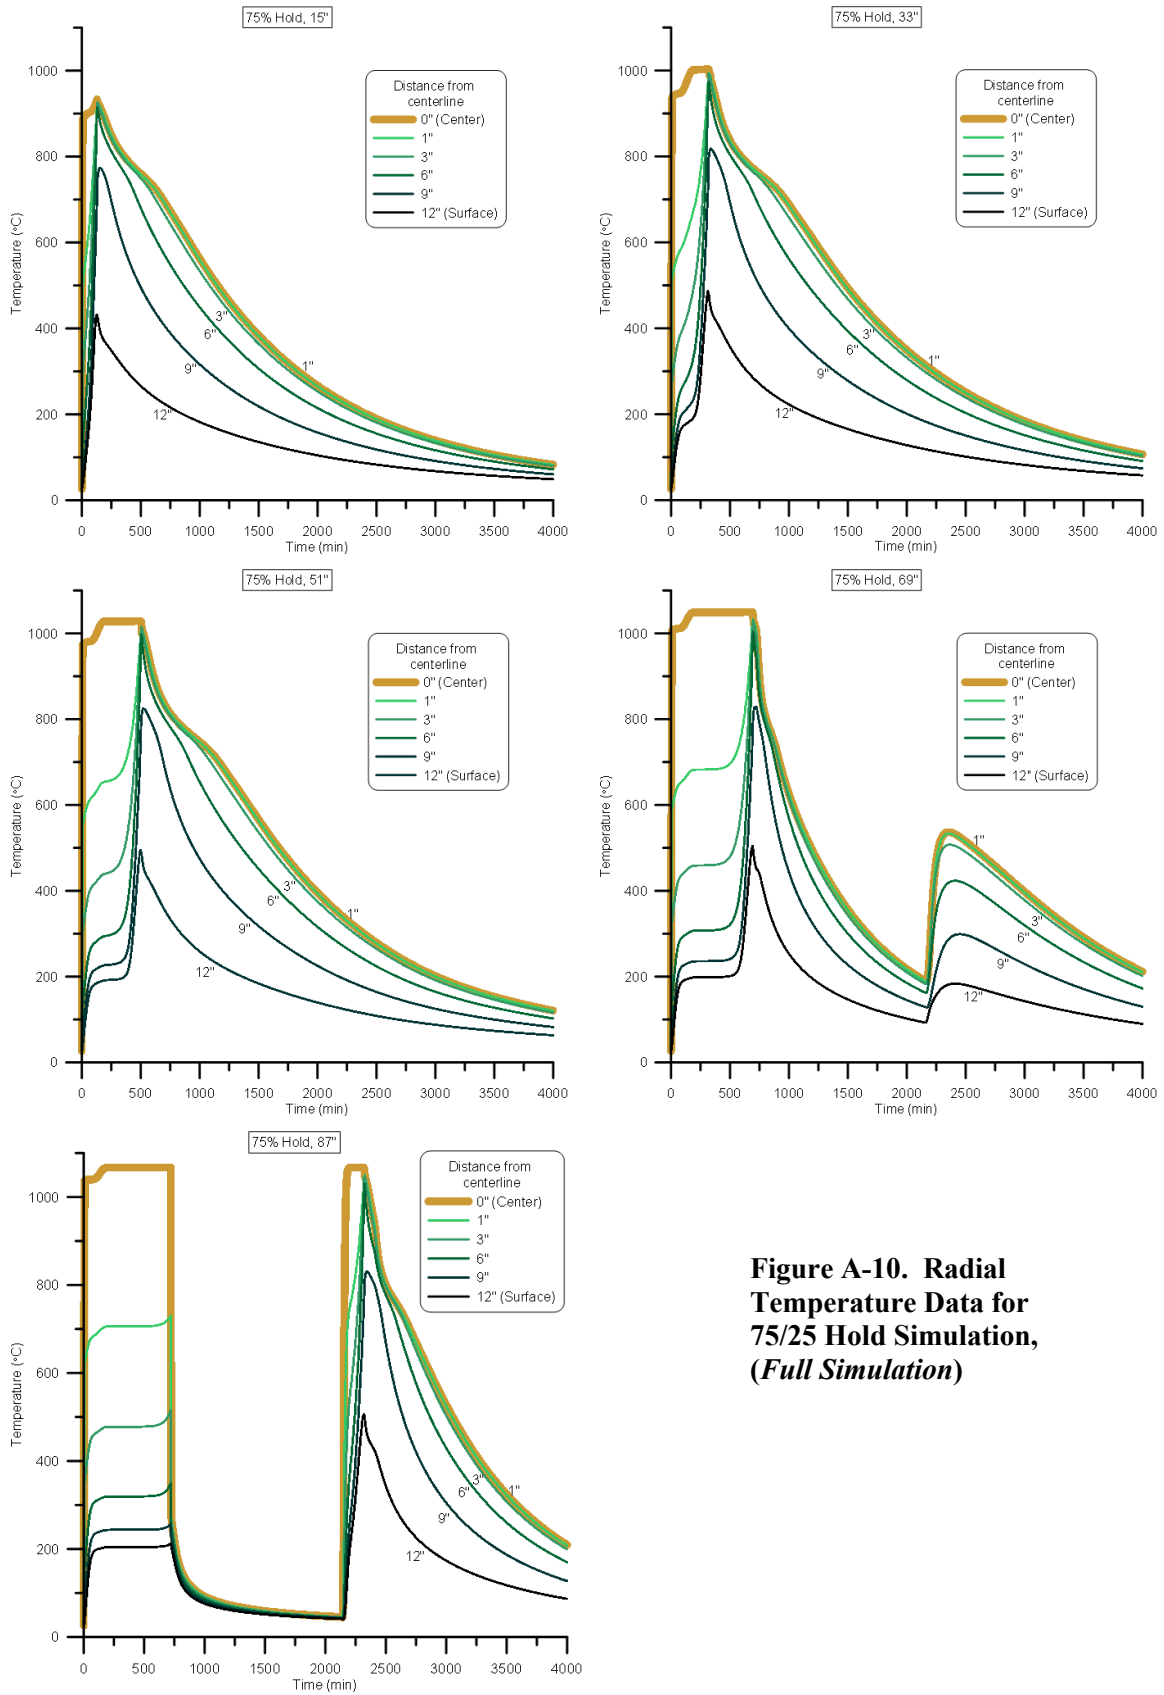 75% Hold, 15"
Temperature (°C)
1000
800
600
400
200
0
Distance from
centerline
0" (Center)
1"
3"
6"
9"
12" (Surface)
3"
6"
1"
9"
12"
0 500 1000 1500 2000 2500 3000 3500 4000
Time (min)
75% Hold, 33"
Temperature (°C)
1000
800
600
400
200
0
Distance from
centerline
0" (Center)
1"
3"
6"
9"
12" (Surface)
3"
6"
1"
9"
12"
0 500 1000 1500 2000 2500 3000 3500 4000
Time (min)
75% Hold, 51"
Temperature (°C)
1000
800
600
400
200
0
Distance from
centerline
0" (Center)
1"
3"
6"
9"
12" (Surface)
3"
6"
1"
9"
12"
0 500 1000 1500 2000 2500 3000 3500 4000
Time (min)
75% Hold, 69"
Temperature (°C)
1000
800
600
400
200
0
Distance from
centerline
0" (Center)
1"
3"
6"
9"
12" (Surface)
1"
3"
6"
9"
12"
0 500 1000 1500 2000 2500 3000 3500 4000
Time (min)
75% Hold, 87"
Temperature (°C)
1000
800
600
400
200
0
Distance from
centerline
0" (Center)
1"
3"
6"
9"
12" (Surface)
3"
6"
1"
9"
12"
0 500 1000 1500 2000 2500 3000 3500 4000
Time (min)
Figure A-10. Radial
Temperature Data for
75/25 Hold Simulation,
(Full Simulation)